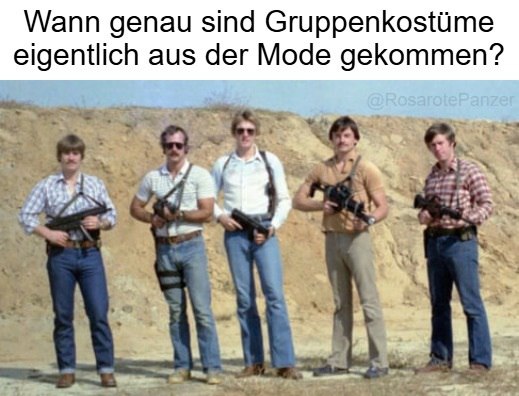 Wann genau sind Gruppenkostüme
eigentlich aus der Mode gekommen?
@RosarotePanzer